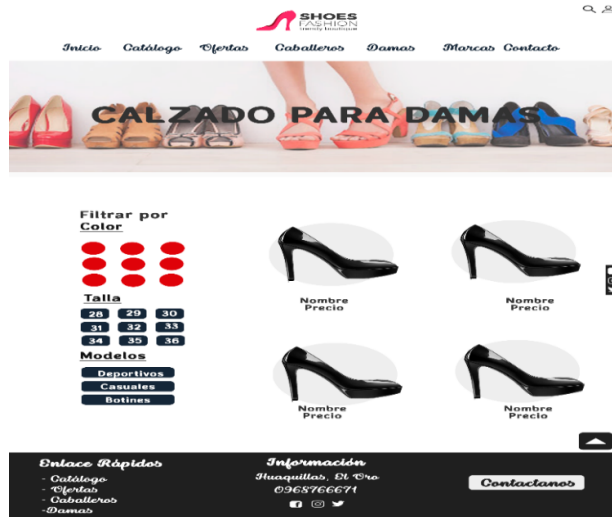 SHOES
FASHION
trendy boutique
Inicio Catálogo Ofertas Caballeros Damas Marcas Contacto
CALZADO PARA DAMAS
Filtrar por
Color
Talla
28 29 30
31 32 33
34 35 36
Modelos
Deportivos
Casuales
Botines
Nombre
Precio
Nombre
Precio
Nombre
Precio
Nombre
Precio
Enlace Rápidos
- Catálogo
- Ofertas
- Caballeros
-Damas
Información
Huaquillas, El Oro
0968766671
Contactanos